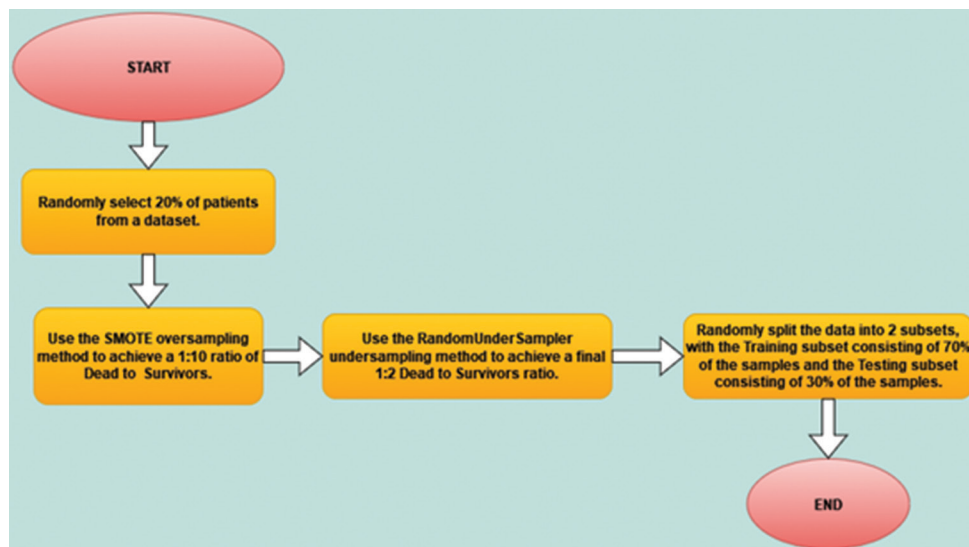 START
Randomly select 20% of patients
from a dataset.
Use the SMOTE oversampling
method to achieve a 1:10 ratio of
Dead to Survivors.
Use the RandomUnderSampler
undersampling method to achieve a final
1:2 Dead to Survivors ratio.
Randomly split the data into 2 subsets,
with the Training subset consisting of 70%
of the samples and the Testing subset
consisting of 30% of the samples.
END